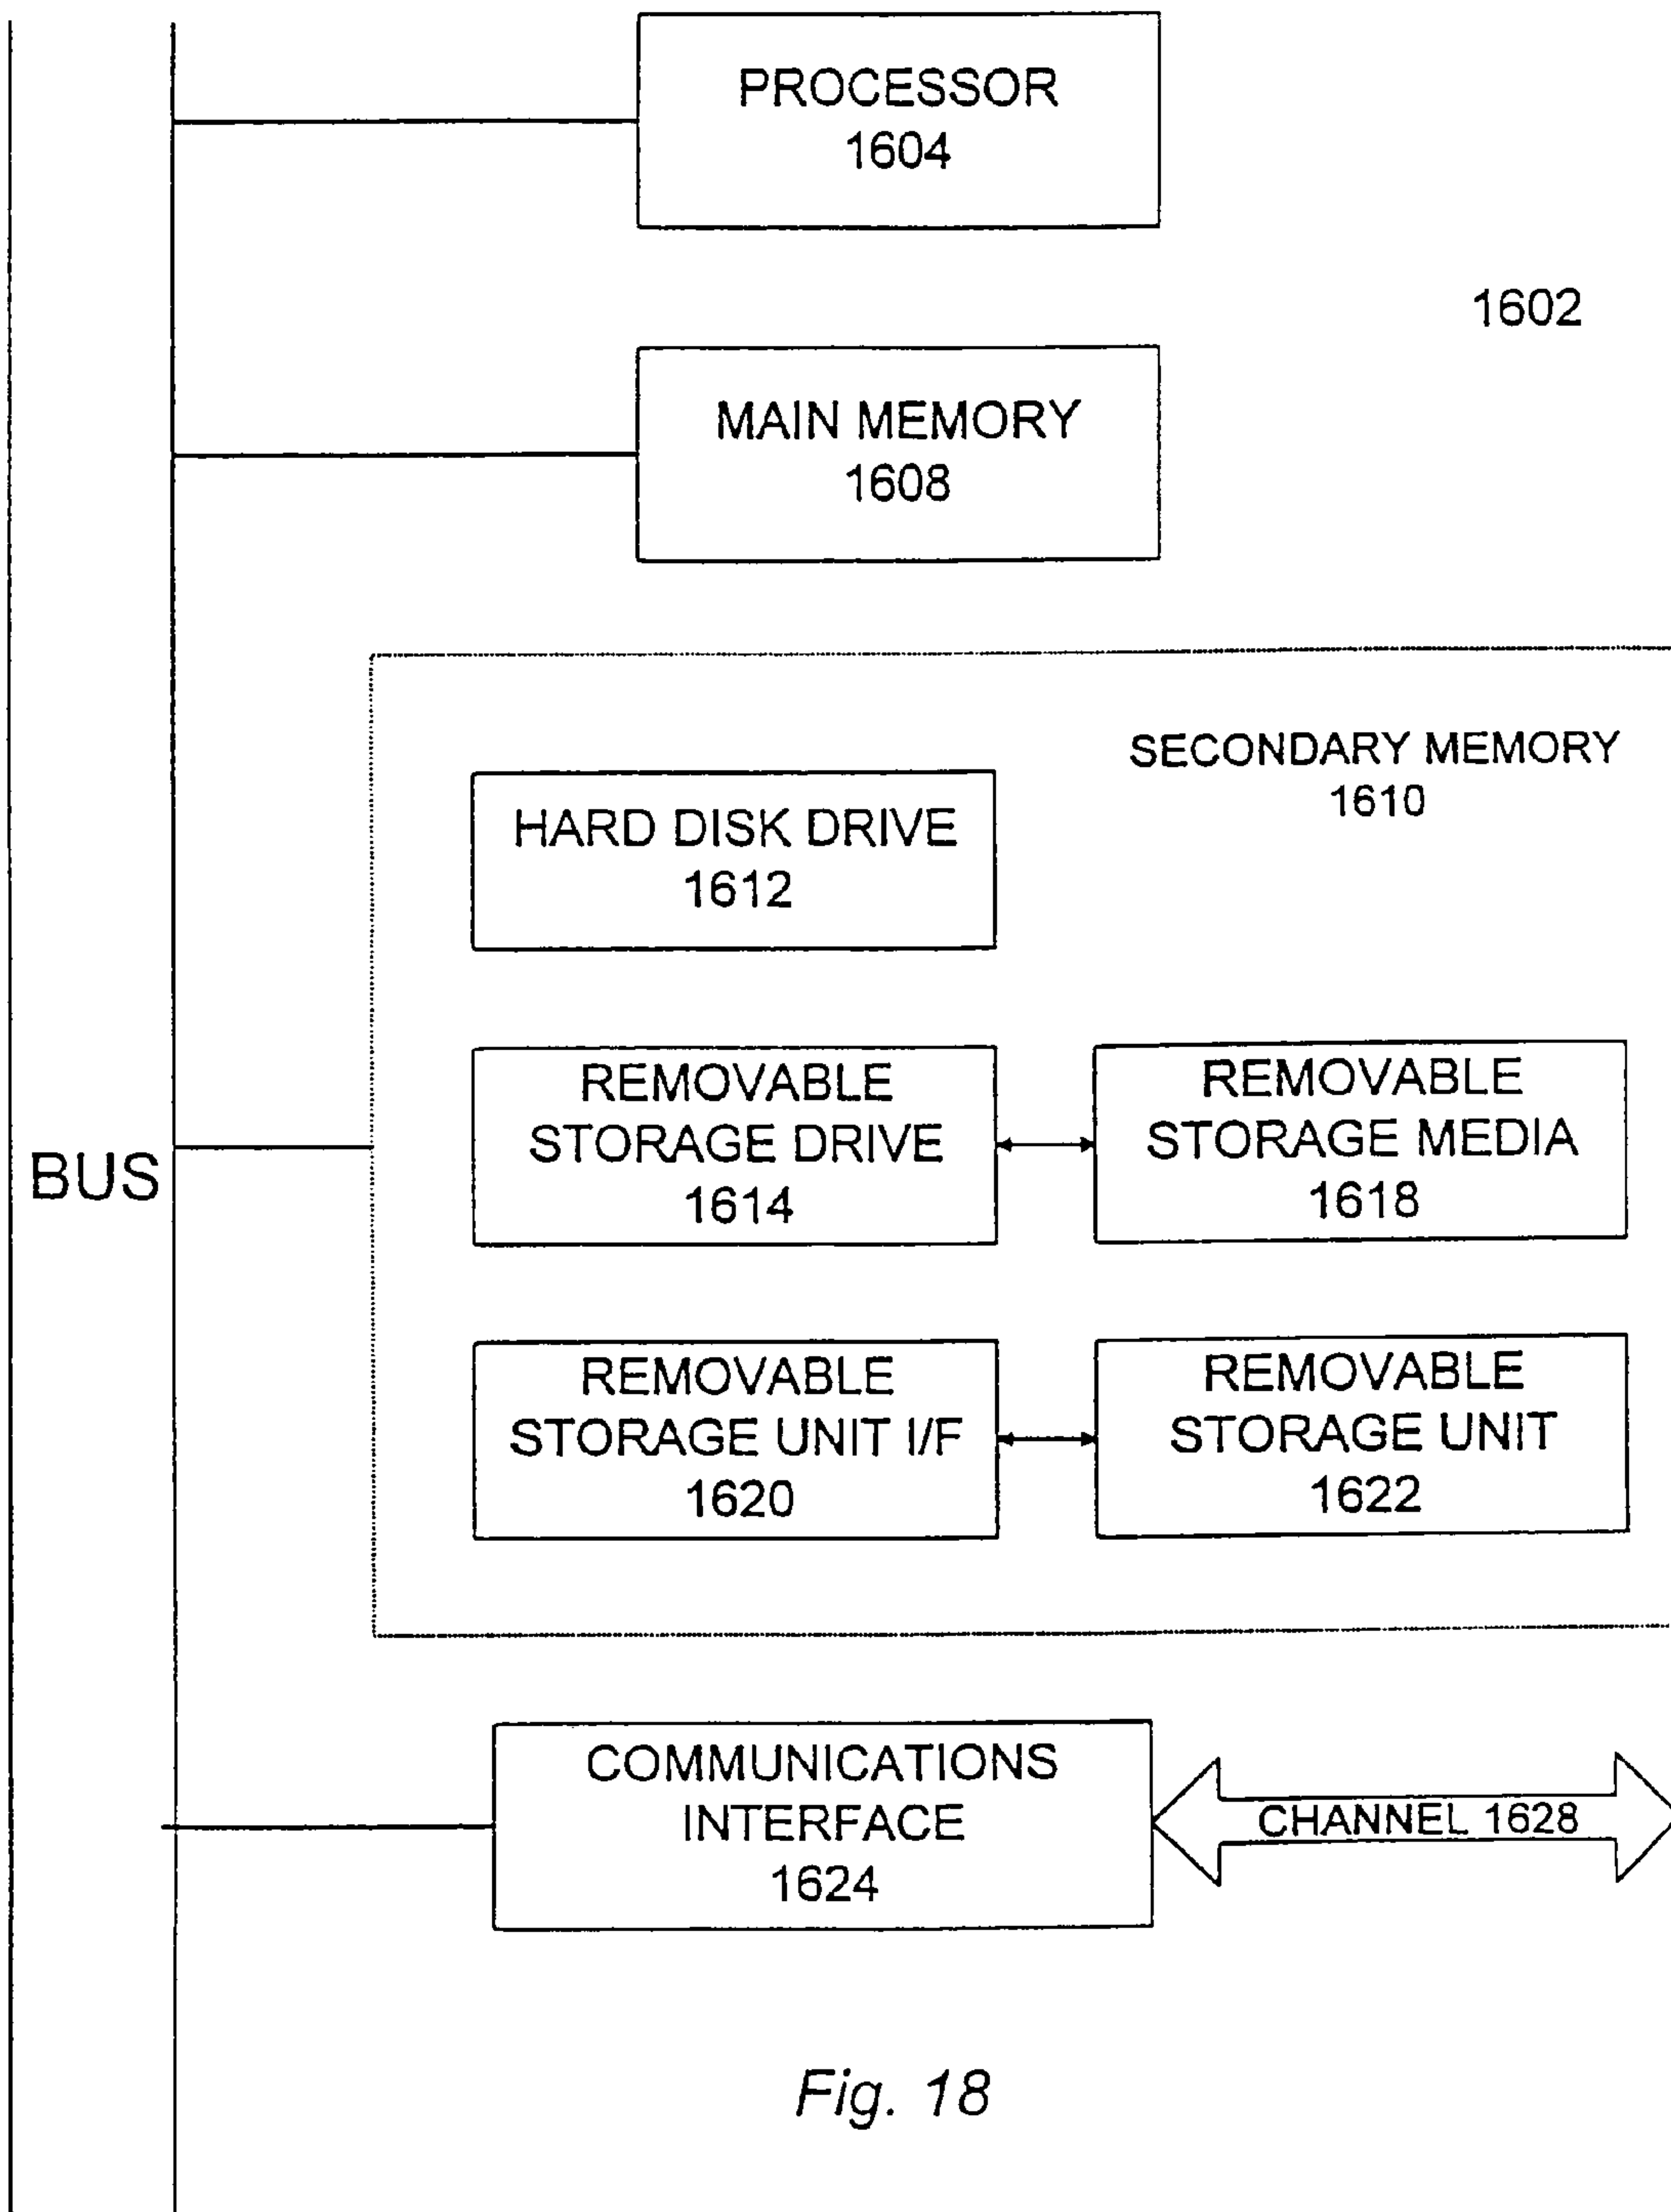 PROCESSOR
1604
1602
MAIN MEMORY
1608
SECONDARY MEMORY
1610
HARD DISK DRIVE
1612
REMOVABLE
STORAGE DRIVE
1614
REMOVABLE
STORAGE MEDIA
1618
BUS
REMOVABLE
STORAGE UNIT I/F
1620
REMOVABLE
STORAGE UNIT
1622
COMMUNICATIONS
INTERFACE
1624
CHANNEL 1628
Fig. 18